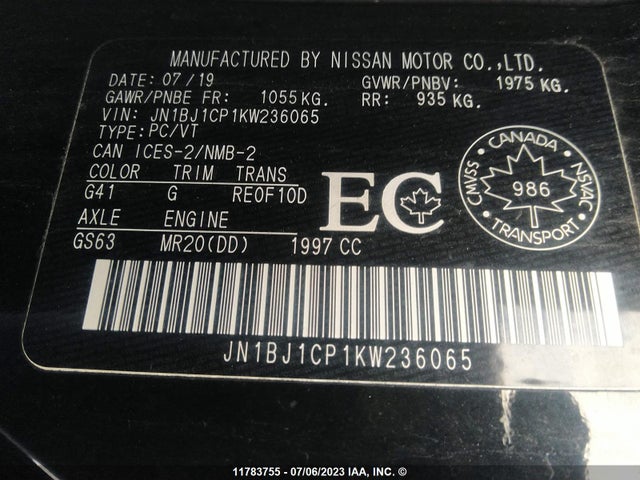 MANUFACTURED BY NISSAN MOTOR CO.,LTD.
DATE: 07/19 GVWR/PNBV: 1975 KG.
GAWR/PNBE FR: 1055 KG. RR: 935 KG.
VIN: JN1BJ1CP1KW236065
TYPE: PC/VT
CAN ICES-2/NMB-2
COLOR TRIM TRANS
G41 G RE0F10D
AXLE ENGINE
GS63 MR20(DD) 1997 CC
EC
CANADA
CMVSS 986 NSVAC
TRANSPORT
JN1BJ1CP1KW236065
11783755 - 07/06/2023 IAA, INC. ©